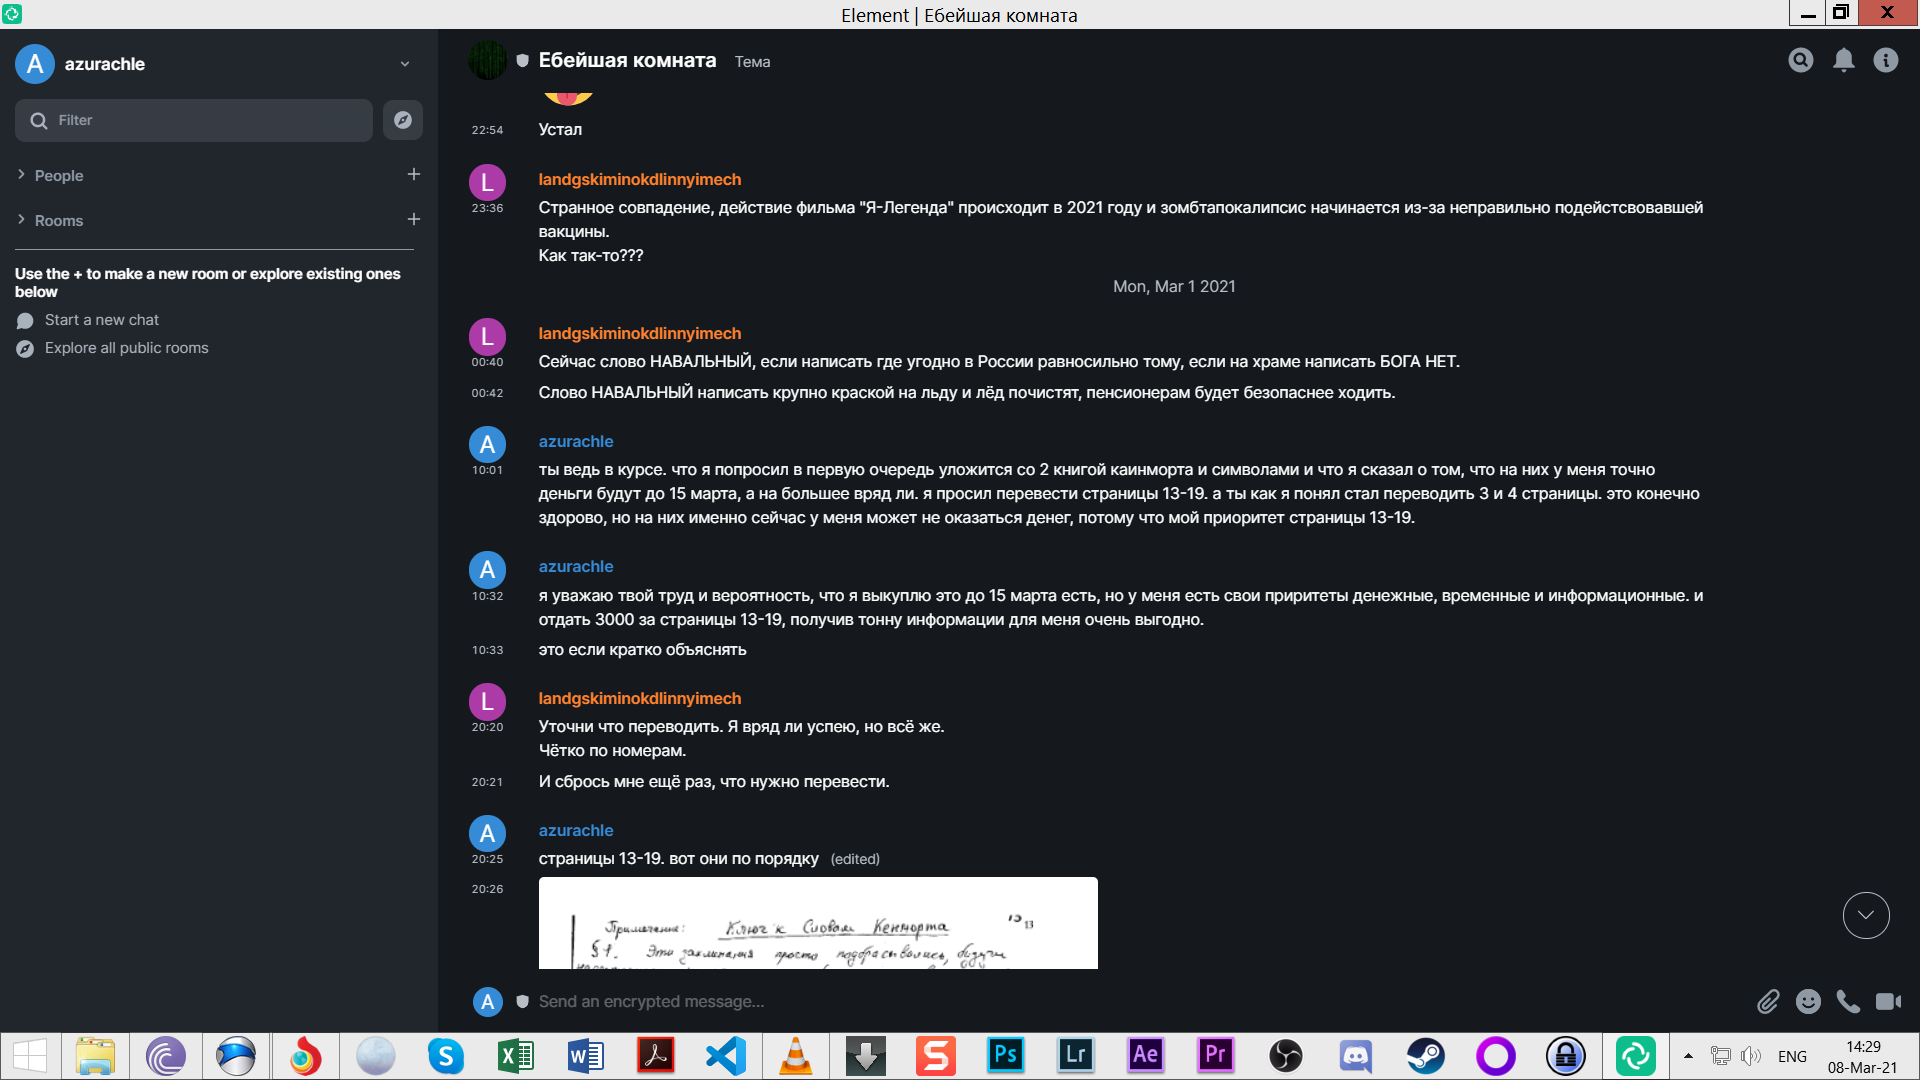 Element | Ебейшая комната
A azurachle
Filter
People
Rooms
Use the + to make a new room or explore existing ones
below
Start a new chat
Explore all public rooms
Ебейшая комната Тема
22:54 Устал
L landgskiminokdlinnyimech
23:36 Странное совпадение, действие фильма "Я-Легенда" происходит в 2021 году и зомбтапокалипсис начинается из-за неправильно подейстсвовавшей
вакцины.
Как так-то???
Mon, Mar 1 2021
L landgskiminokdlinnyimech
00:40 Сейчас слово НАВАЛЬНЫЙ, если написать где угодно в России равносильно тому, если на храме написать БОГА НЕТ.
00:42 Слово НАВАЛЬНЫЙ написать крупно краской на льду и лёд почистят, пенсионерам будет безопаснее ходить.
A azurachle
10:01 ты ведь в курсе. что я попросил в первую очередь уложится со 2 книгой каинморта и символами и что я сказал о том, что на них у меня точно
деньги будут до 15 марта, а на большее вряд ли. я просил перевести страницы 13-19. а ты как я понял стал переводить 3 и 4 страницы. это конечно
здорово, но на них именно сейчас у меня может не оказаться денег, потому что мой приоритет страницы 13-19.
A azurachle
10:32 я уважаю твой труд и вероятность, что я выкуплю это до 15 марта есть, но у меня есть свои приритеты денежные, временные и информационные. и
отдать 3000 за страницы 13-19, получив тонну информации для меня очень выгодно.
10:33 это если кратко объяснять
L landgskiminokdlinnyimech
20:20 Уточни что переводить. Я вряд ли успею, но всё же.
Чётко по номерам.
20:21 И сбрось мне ещё раз, что нужно перевести.
A azurachle
20:25 страницы 13-19. вот они по порядку (edited)
20:26
Примечание: Ключ к Словам Кенморта 13 13
§1. Эти заклинания просто подбрасывались, будучи
A Send an encrypted message...
S X W Ps Lr Ae Pr
ENG
14:29
08-Mar-21